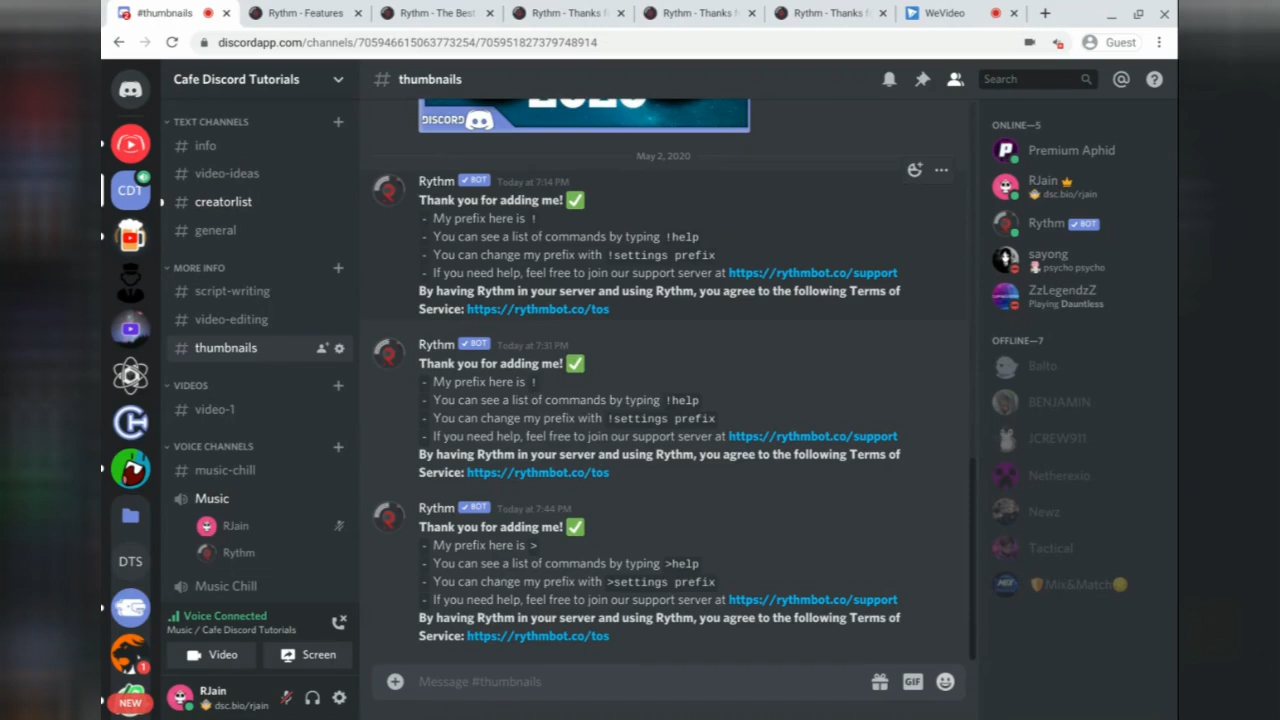 #thumbnails
Rythm - Features
Rythm - The Best
Rythm - Thanks f
Rythm - Thanks f
Rythm - Thanks f
WeVideo
discordapp.com/channels/705946615063773254/705951827379748914
Guest
Cafe Discord Tutorials
# thumbnails
Search
DISCORD
May 2, 2020
TEXT CHANNELS
# info
# video-ideas
# creatorlist
# general
MORE INFO
# script-writing
# video-editing
# thumbnails
VIDEOS
# video-1
VOICE CHANNELS
# music-chill
Music
RJain
Rythm
Music Chill
Voice Connected
Music / Cafe Discord Tutorials
Video
Screen
RJain
dsc.bio/rjain
CDT
DTS
1
NEW
Rythm BOT Today at 7:14 PM
Thank you for adding me!
- My prefix here is !
- You can see a list of commands by typing !help
- You can change my prefix with !settings prefix
- If you need help, feel free to join our support server at https://rythmbot.co/support
By having Rythm in your server and using Rythm, you agree to the following Terms of
Service: https://rythmbot.co/tos
Rythm BOT Today at 7:31 PM
Thank you for adding me!
- My prefix here is !
- You can see a list of commands by typing !help
- You can change my prefix with !settings prefix
- If you need help, feel free to join our support server at https://rythmbot.co/support
By having Rythm in your server and using Rythm, you agree to the following Terms of
Service: https://rythmbot.co/tos
Rythm BOT Today at 7:44 PM
Thank you for adding me!
- My prefix here is >
- You can see a list of commands by typing >help
- You can change my prefix with >settings prefix
- If you need help, feel free to join our support server at https://rythmbot.co/support
By having Rythm in your server and using Rythm, you agree to the following Terms of
Service: https://rythmbot.co/tos
Message #thumbnails
GIF
ONLINE—5
Premium Aphid
RJain
dsc.bio/rjain
Rythm BOT
sayong
psycho psycho
ZzLegendzZ
Playing Dauntless
OFFLINE—7
Balto
BENJAMIN
JCREW911
Netherexio
Newz
Tactical
Mix&Match